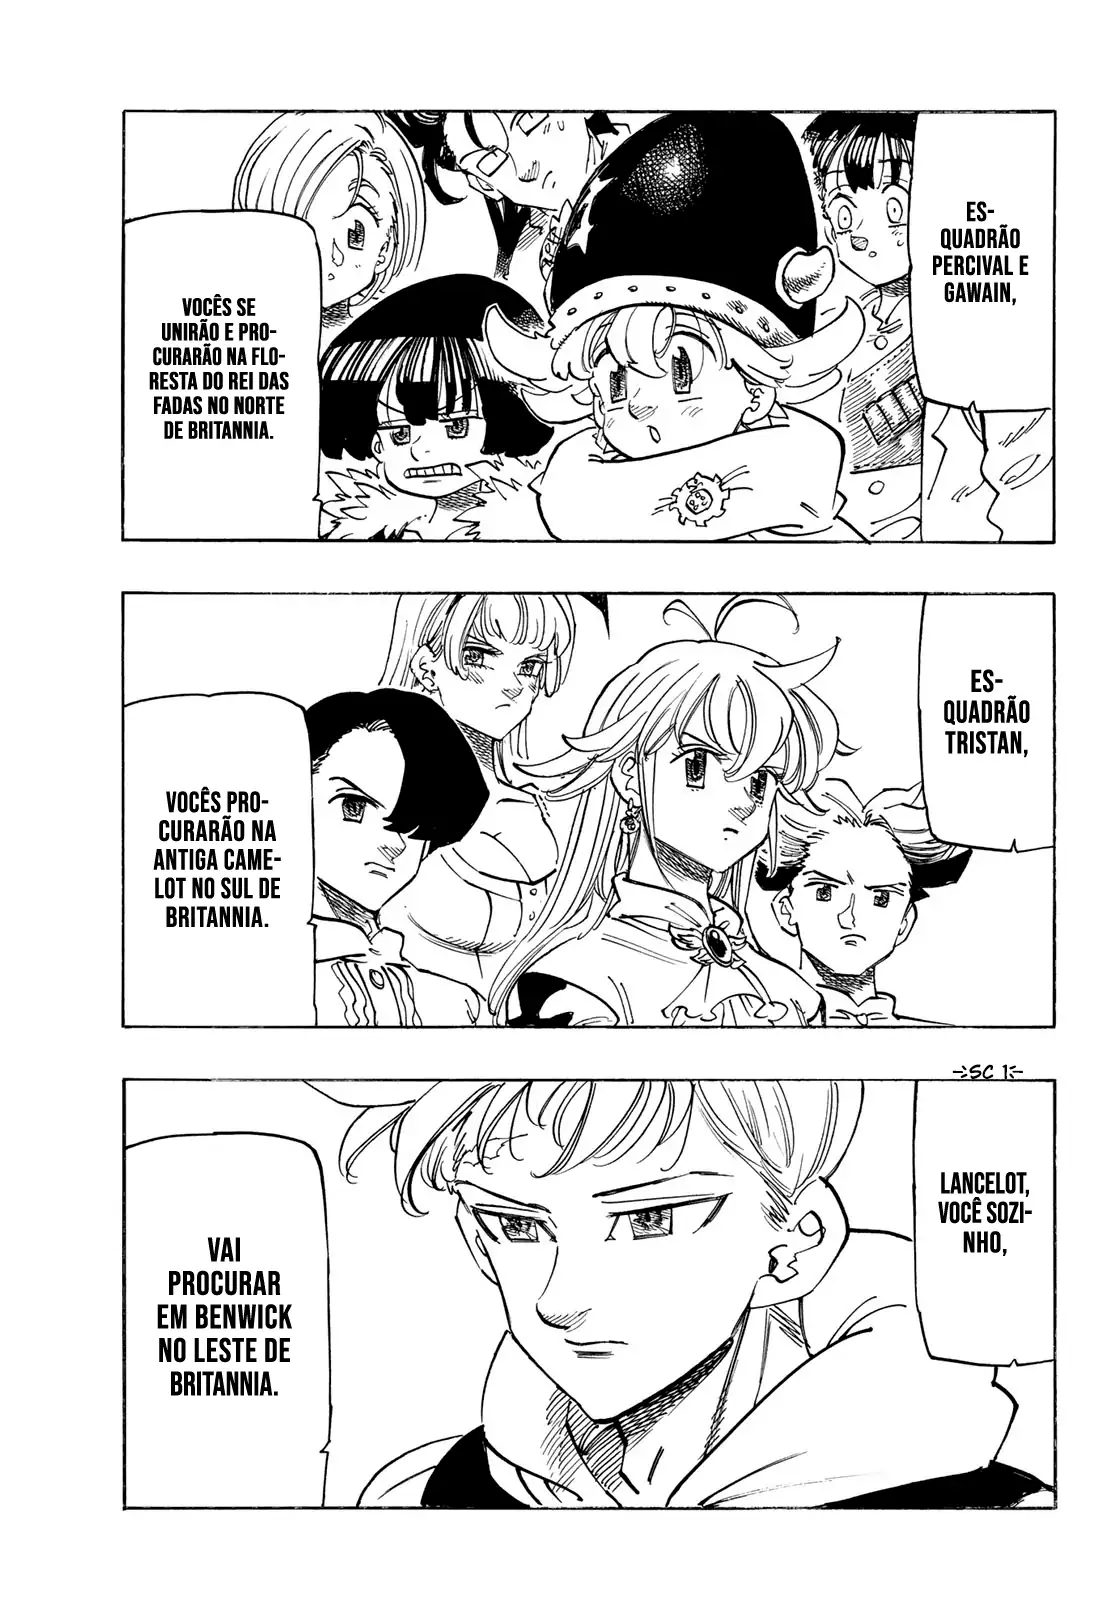 ES-
QUADRÃO
PERCIVAL E
GAWAIN,
VOCÊS SE
UNIRÃO E PRO-
CURARÃO NA FLO-
RESTA DO REI DAS
FADAS NO NORTE
DE BRITANNIA.
ES-
QUADRÃO
TRISTAN,
VOCÊS PRO-
CURARÃO NA
ANTIGA CAME-
LOT NO SUL DE
BRITANNIA.
SC 1
LANCELOT,
VOCÊ SOZI-
NHO,
VAI
PROCURAR
EM BENWICK
NO LESTE DE
BRITANNIA.